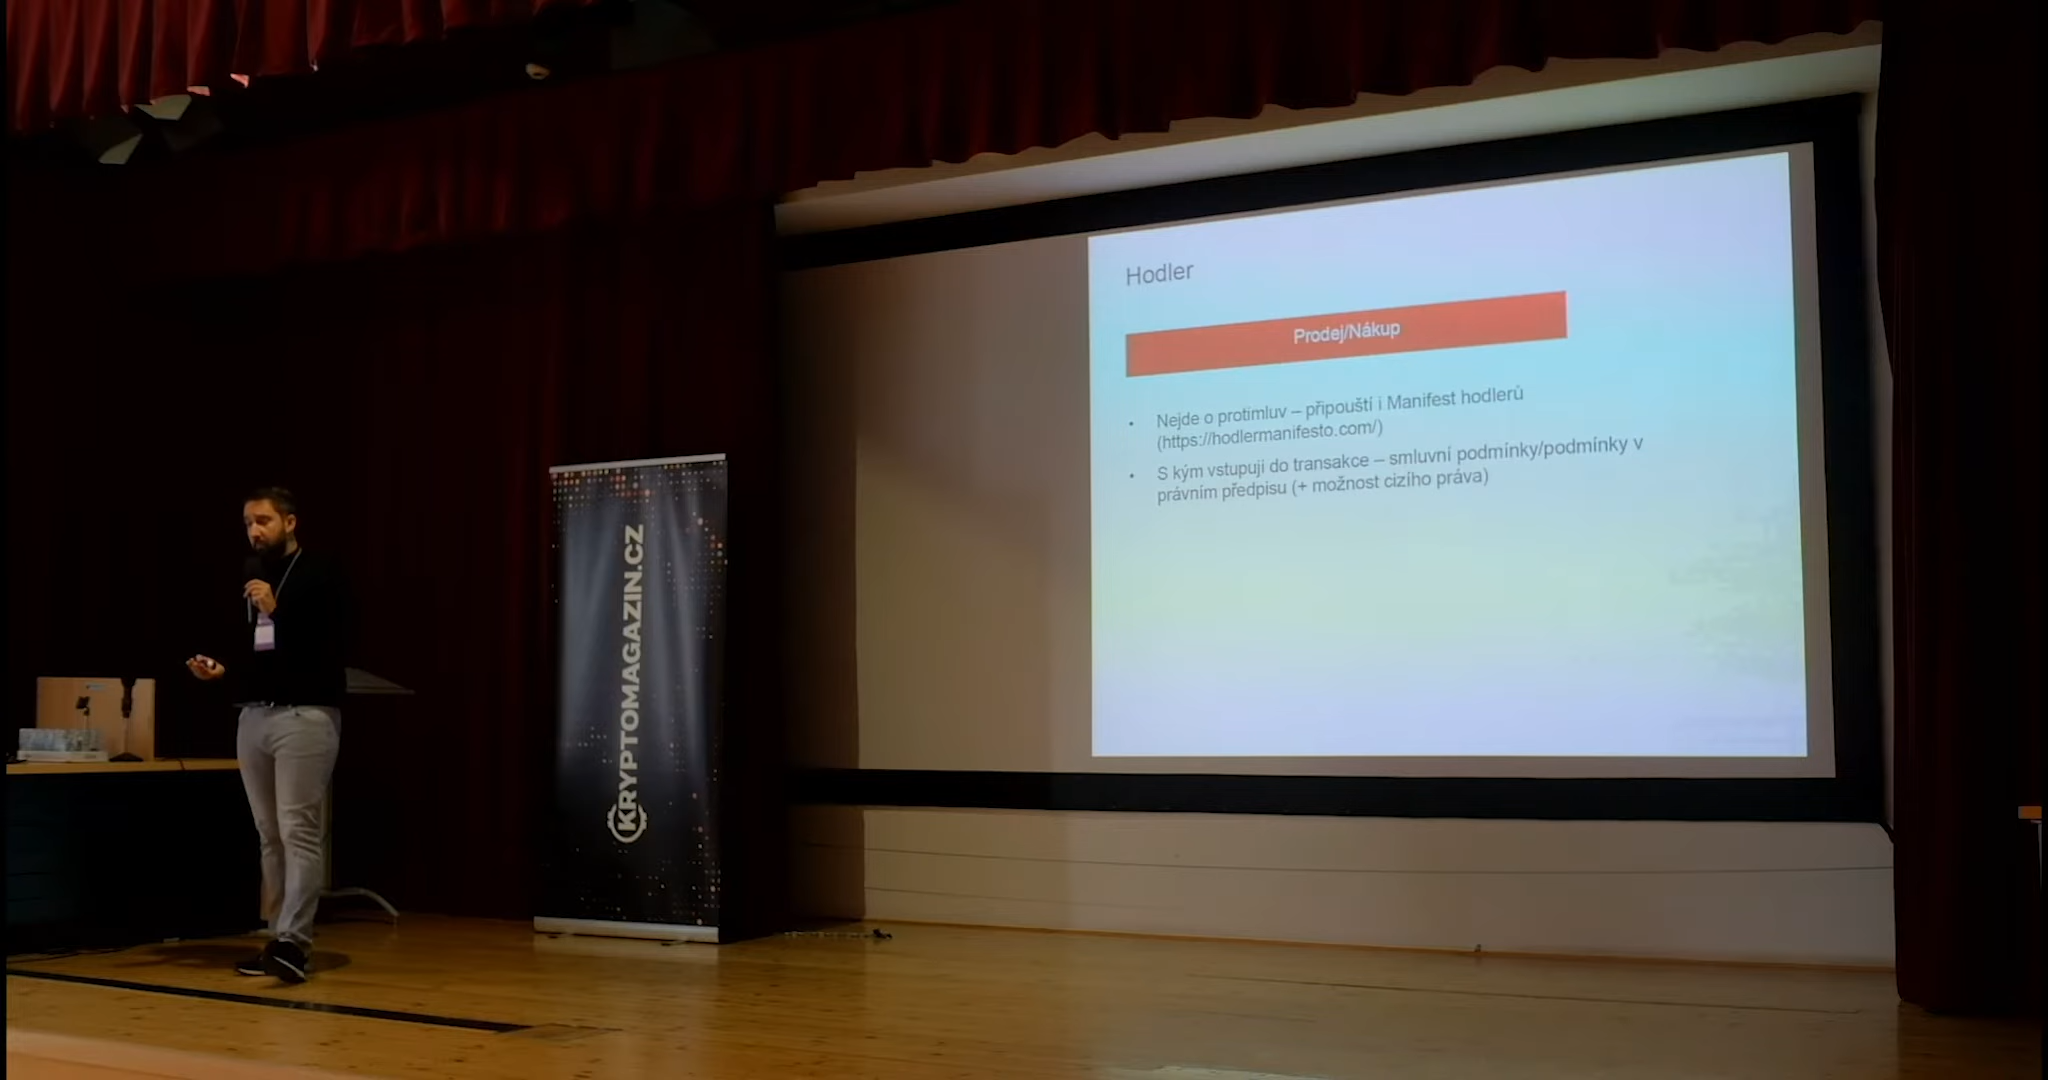 Hodler
Prodej/Nákup
• Nejde o protimluv – připouští i Manifest hodlerů
(https://hodlermanifesto.com/)
• S kým vstupuji do transakce – smluvní podmínky/podmínky v
právním předpisu (+ možnost cizího práva)
KRYPTOMAGAZIN.CZ